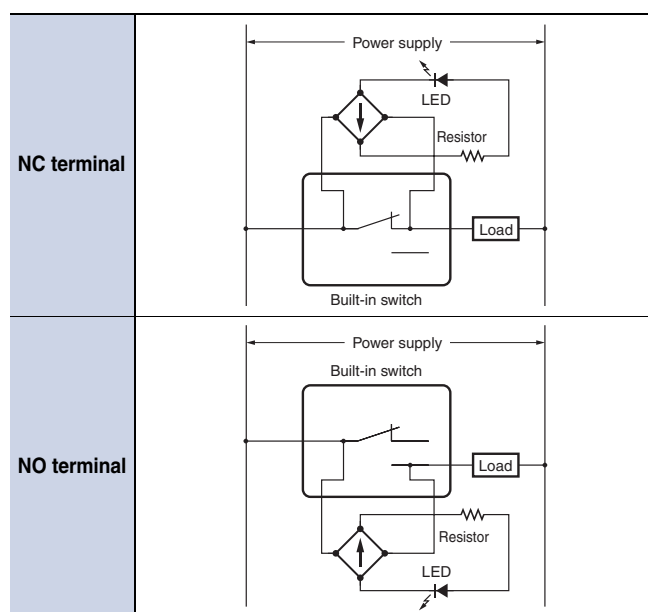 NC terminal
Power supply
LED
Resistor
Load
Built-in switch
NO terminal
Power supply
Built-in switch
Load
Resistor
LED